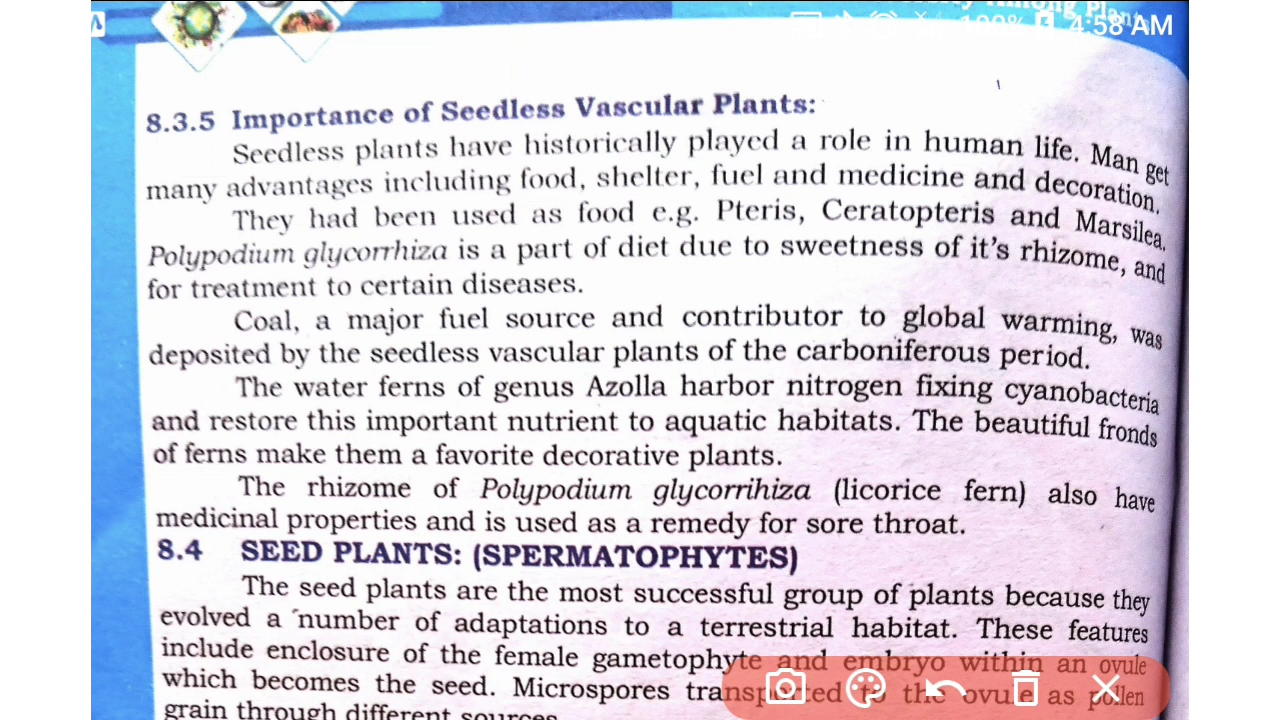 Among Plants
100% 4:58 AM
8.3.5 Importance of Seedless Vascular Plants:
Seedless plants have historically played a role in human life. Man get
many advantages including food, shelter, fuel and medicine and decoration.
They had been used as food e.g. Pteris, Ceratopteris and Marsilea.
Polypodium glycorrhiza is a part of diet due to sweetness of it's rhizome, and
for treatment to certain diseases.
Coal, a major fuel source and contributor to global warming, was
deposited by the seedless vascular plants of the carboniferous period.
The water ferns of genus Azolla harbor nitrogen fixing cyanobacteria
and restore this important nutrient to aquatic habitats. The beautiful fronds
of ferns make them a favorite decorative plants.
The rhizome of Polypodium glycorrihiza (licorice fern) also have
medicinal properties and is used as a remedy for sore throat.
8.4 SEED PLANTS: (SPERMATOPHYTES)
The seed plants are the most successful group of plants because they
evolved a number of adaptations to a terrestrial habitat. These features
include enclosure of the female gametophyte and embryo within an ovule
which becomes the seed. Microspores transported to the ovule as pollen
grain through different sources